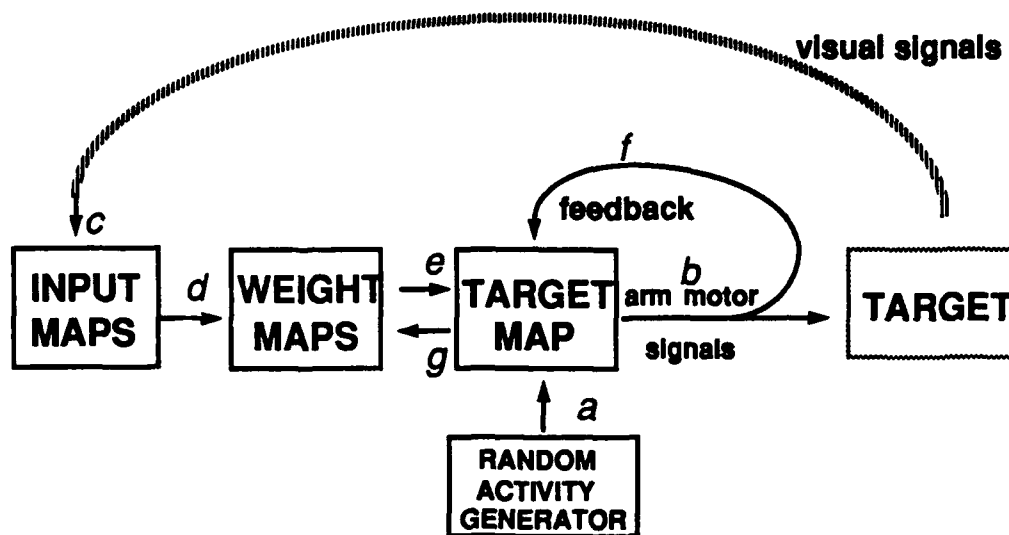 visual signals
f
feedback
c
INPUT
MAPS
d
WEIGHT
MAPS
e
g
TARGET
MAP
b
arm motor
signals
TARGET
a
RANDOM
ACTIVITY
GENERATOR